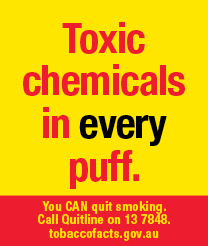 Toxic
chemicals
in every
puff.
You CAN quit smoking.
Call Quitline on 13 7848.
tobaccofacts.gov.au